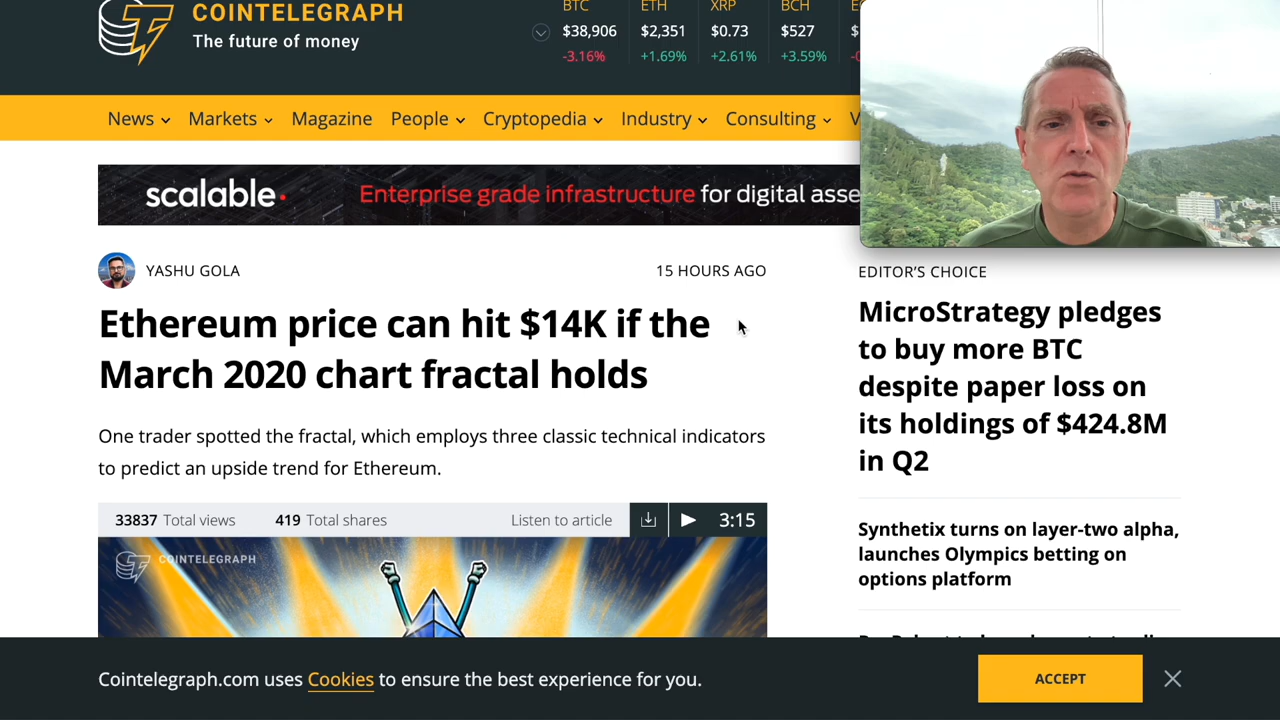 COINTELEGRAPH
The future of money
BTC ETH XRP BCH
$38,906 $2,351 $0.73 $527
-3.16% +1.69% +2.61% +3.59%
News Markets Magazine People Cryptopedia Industry Consulting
scalable. Enterprise grade infrastructure for digital asse
YASHU GOLA
15 HOURS AGO
Ethereum price can hit $14K if the
March 2020 chart fractal holds
One trader spotted the fractal, which employs three classic technical indicators
to predict an upside trend for Ethereum.
33837 Total views 419 Total shares Listen to article 3:15
COINTELEGRAPH
EDITOR'S CHOICE
MicroStrategy pledges
to buy more BTC
despite paper loss on
its holdings of $424.8M
in Q2
Synthetix turns on layer-two alpha,
launches Olympics betting on
options platform
Cointelegraph.com uses Cookies to ensure the best experience for you.
ACCEPT